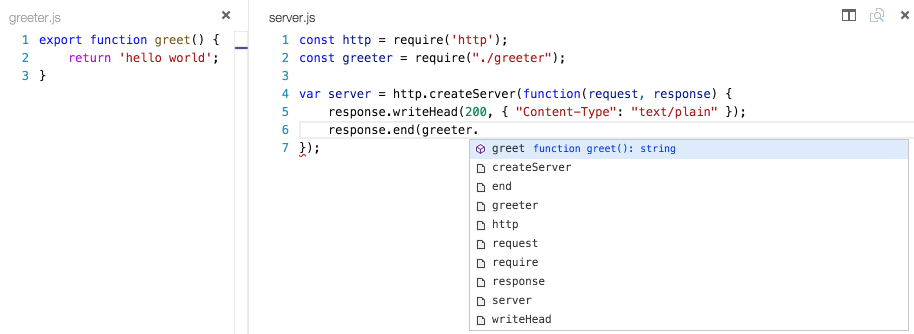 greeter.js
1 export function greet() {
2     return 'hello world';
3 }
server.js
1 const http = require('http');
2 const greeter = require("./greeter");
3
4 var server = http.createServer(function(request, response) {
5     response.writeHead(200, { "Content-Type": "text/plain" });
6     response.end(greeter.
7 });
greet function greet(): string
createServer
end
greeter
http
request
require
response
server
writeHead